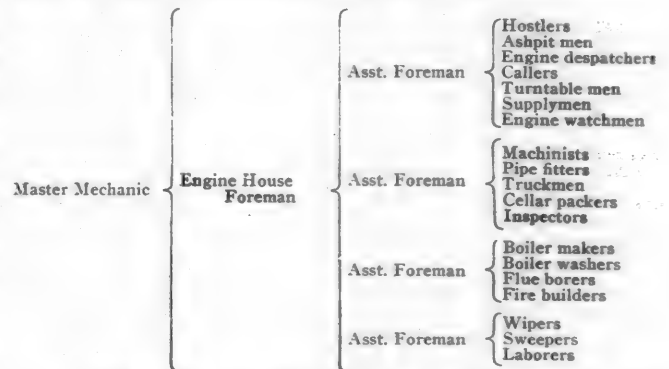 Master Mechanic
Engine House
Foreman
Asst. Foreman
Hostlers
Ashpit men
Engine despatchers
Callers
Turntable men
Supplymen
Engine watchmen
Asst. Foreman
Machinists
Pipe fitters
Truckmen
Cellar packers
Inspectors
Asst. Foreman
Boiler makers
Boiler washers
Flue borers
Fire builders
Asst. Foreman
Wipers
Sweepers
Laborers